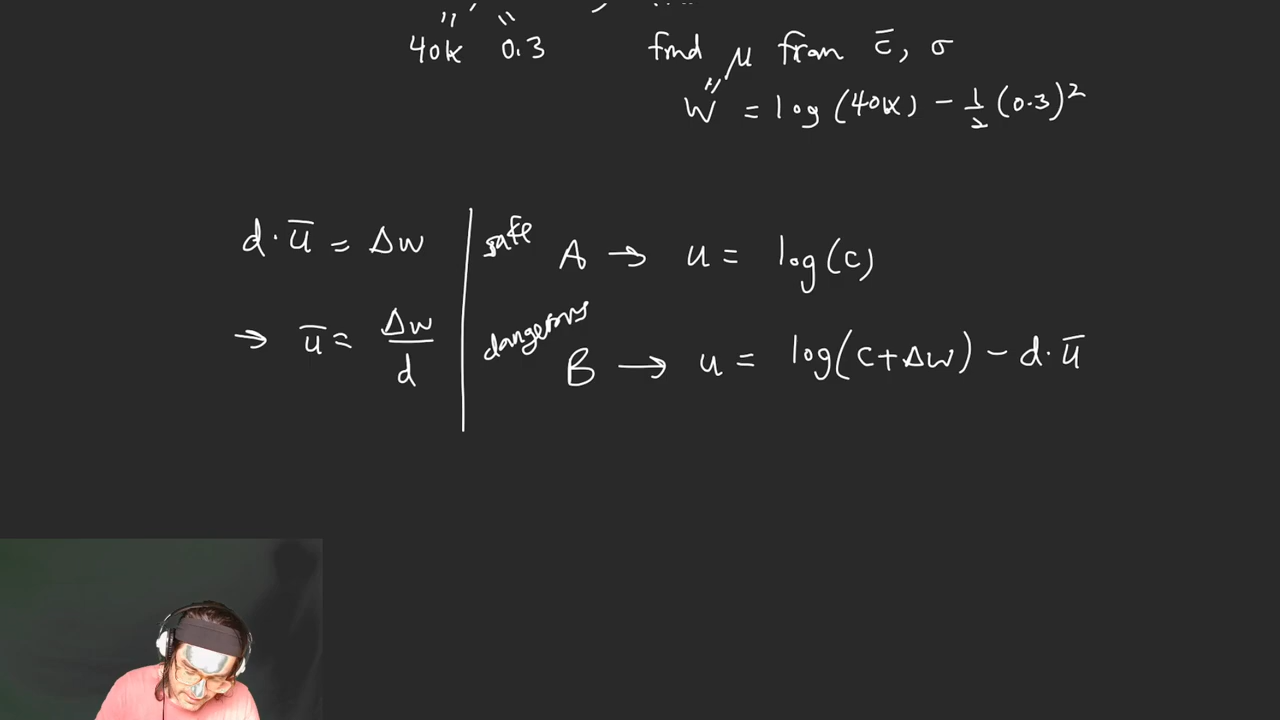 40k 0.3 find μ from c̄, σ
W = log(40k) - 1/2 (0.3)²
d·ū = Δw safe A → u = log(c)
⇒ ū = Δw/d dangerous B → u = log(c+Δw) - d·ū